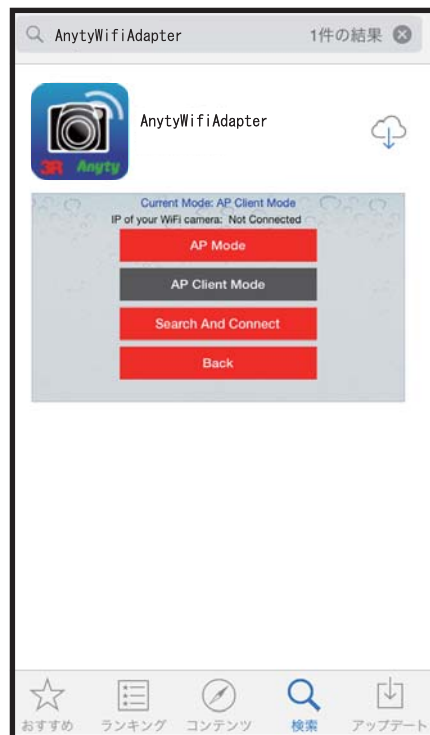 AnytyWifiAdapter 1件の結果
AnytyWifiAdapter
3R Anyty
Current Mode: AP Client Mode
IP of your WiFi camera: Not Connected
AP Mode
AP Client Mode
Search And Connect
Back
おすすめ ランキング コンテンツ 検索 アップデート